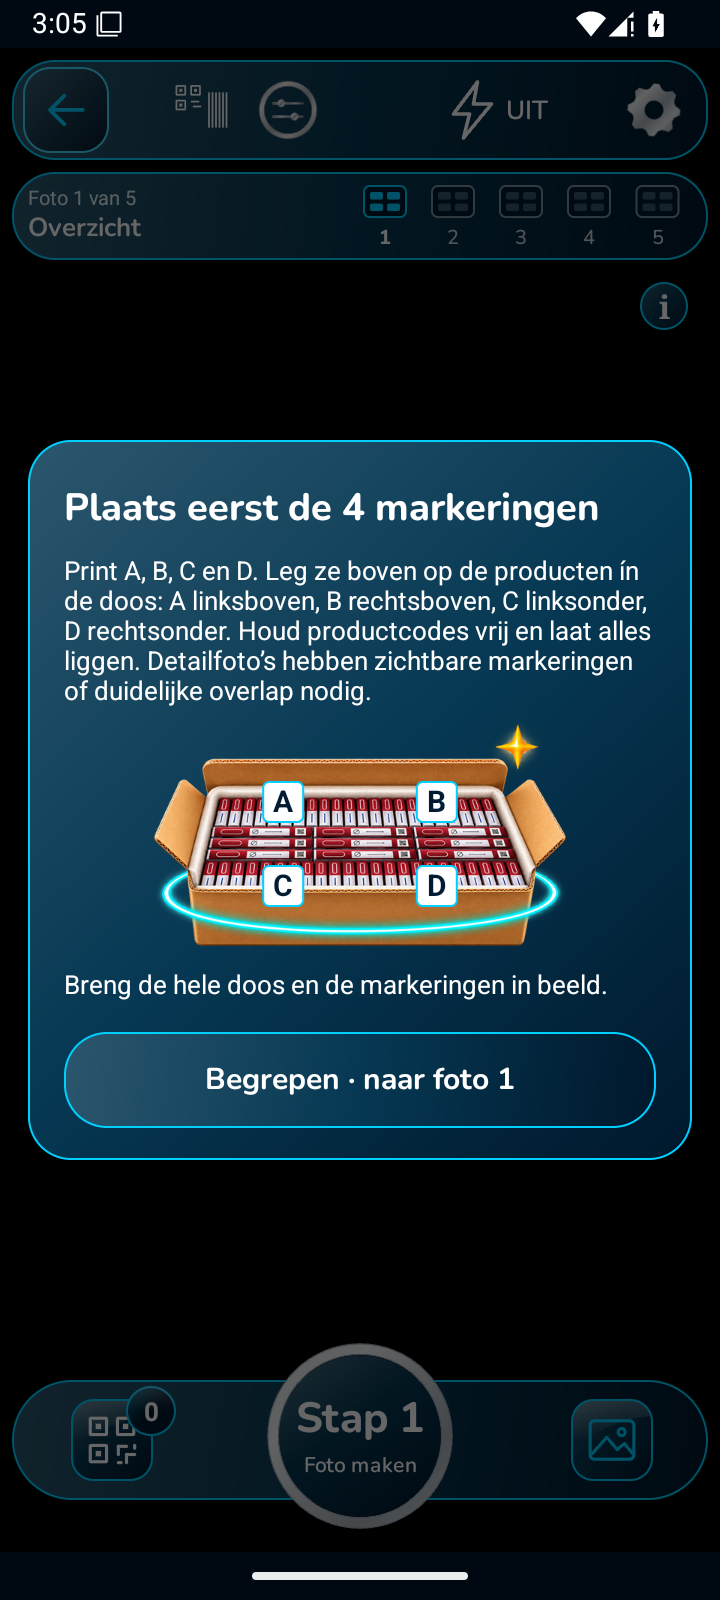 3:05
UIT
Foto 1 van 5
Overzicht
1 2 3 4 5
i
Plaats eerst de 4 markeringen
Print A, B, C en D. Leg ze boven op de producten ín
de doos: A linksboven, B rechtsboven, C linksonder,
D rechtsonder. Houd productcodes vrij en laat alles
liggen. Detailfoto’s hebben zichtbare markeringen
of duidelijke overlap nodig.
A B
C D
Breng de hele doos en de markeringen in beeld.
Begrepen · naar foto 1
0
Stap 1
Foto maken